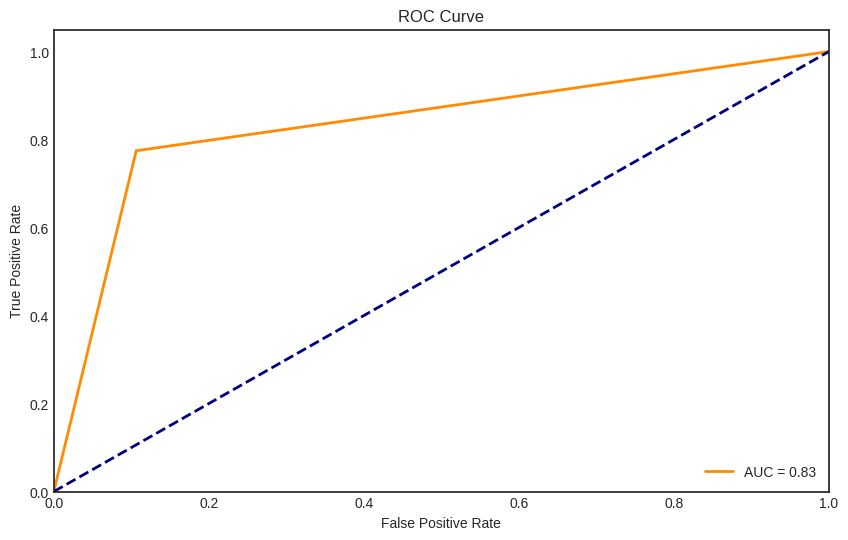 ROC Curve
True Positive Rate
1.0
0.8
0.6
0.4
0.2
0.0
0.0 0.2 0.4 0.6 0.8 1.0
False Positive Rate
AUC = 0.83